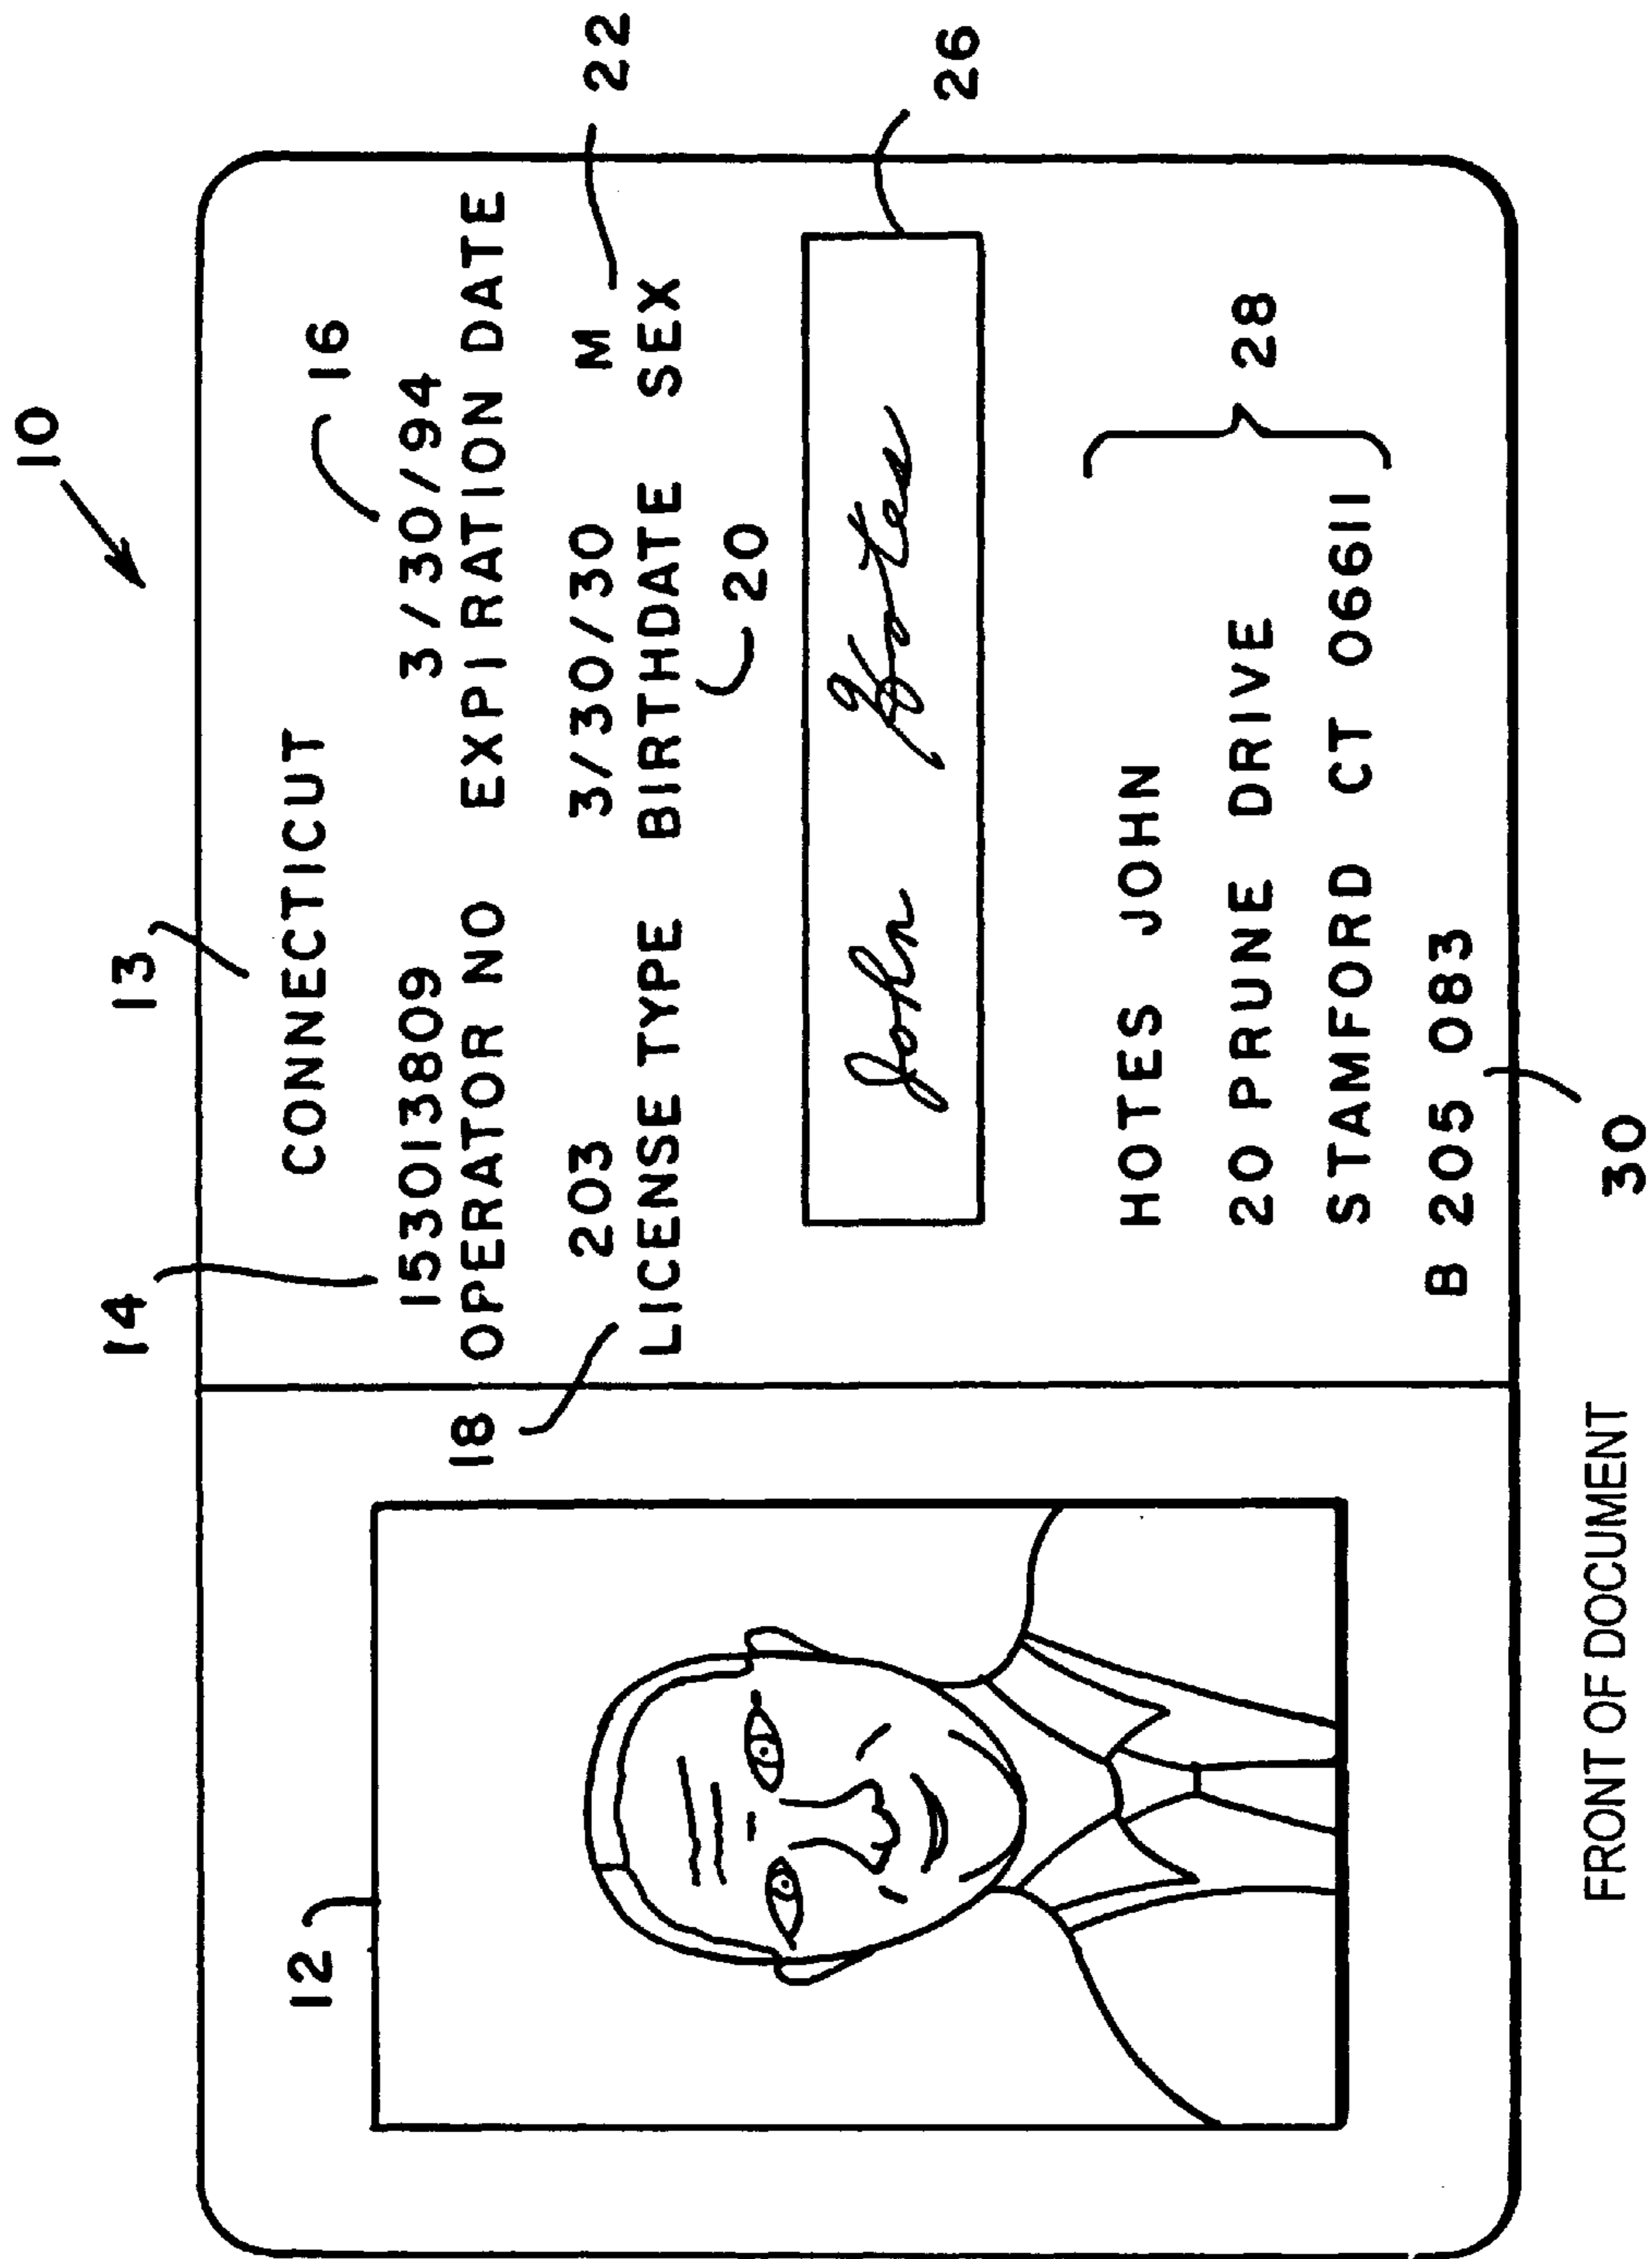 10
13
14
CONNECTICUT
16
12
153013809 3/30/94
OPERATOR NO EXPIRATION DATE
18
203 3/30/30 M
22
LICENSE TYPE BIRTHDATE SEX
20
John Hotes
26
HOTES JOHN
20 PRUNE DRIVE
28
STAMFORD CT 06611
B 205 083
30
FRONT OF DOCUMENT